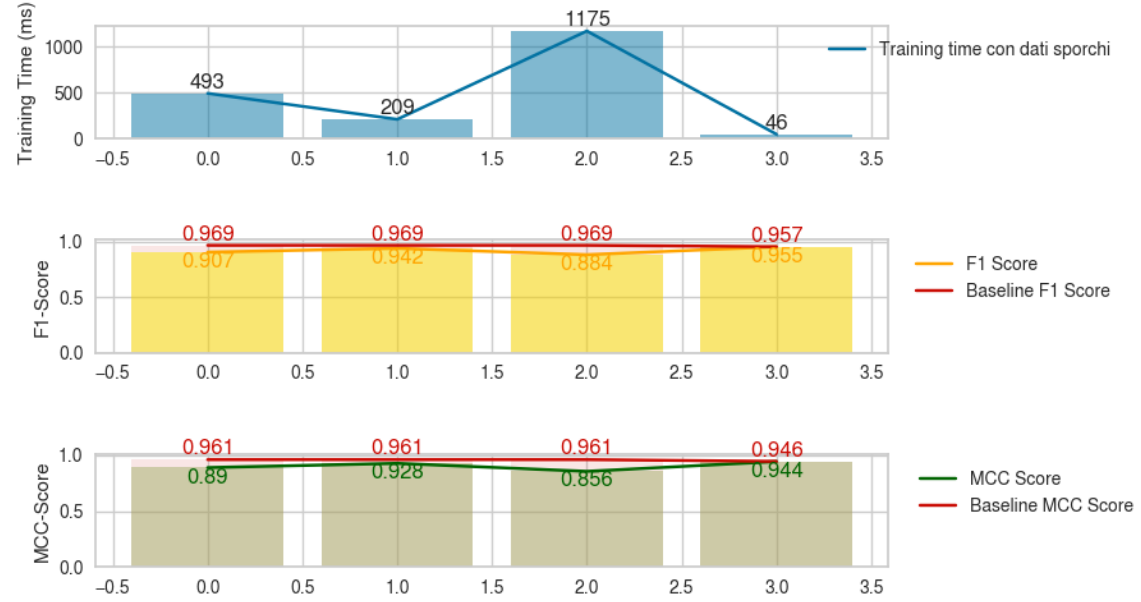 Training Time (ms)
1000
500
0
493
209
1175
46
Training time con dati sporchi
−0.5 0.0 0.5 1.0 1.5 2.0 2.5 3.0 3.5
F1-Score
1.0
0.5
0.0
0.969 0.969 0.969 0.957
0.907 0.942 0.884 0.955
F1 Score
Baseline F1 Score
−0.5 0.0 0.5 1.0 1.5 2.0 2.5 3.0 3.5
MCC-Score
1.0
0.5
0.0
0.961 0.961 0.961 0.946
0.89 0.928 0.856 0.944
MCC Score
Baseline MCC Score
−0.5 0.0 0.5 1.0 1.5 2.0 2.5 3.0 3.5